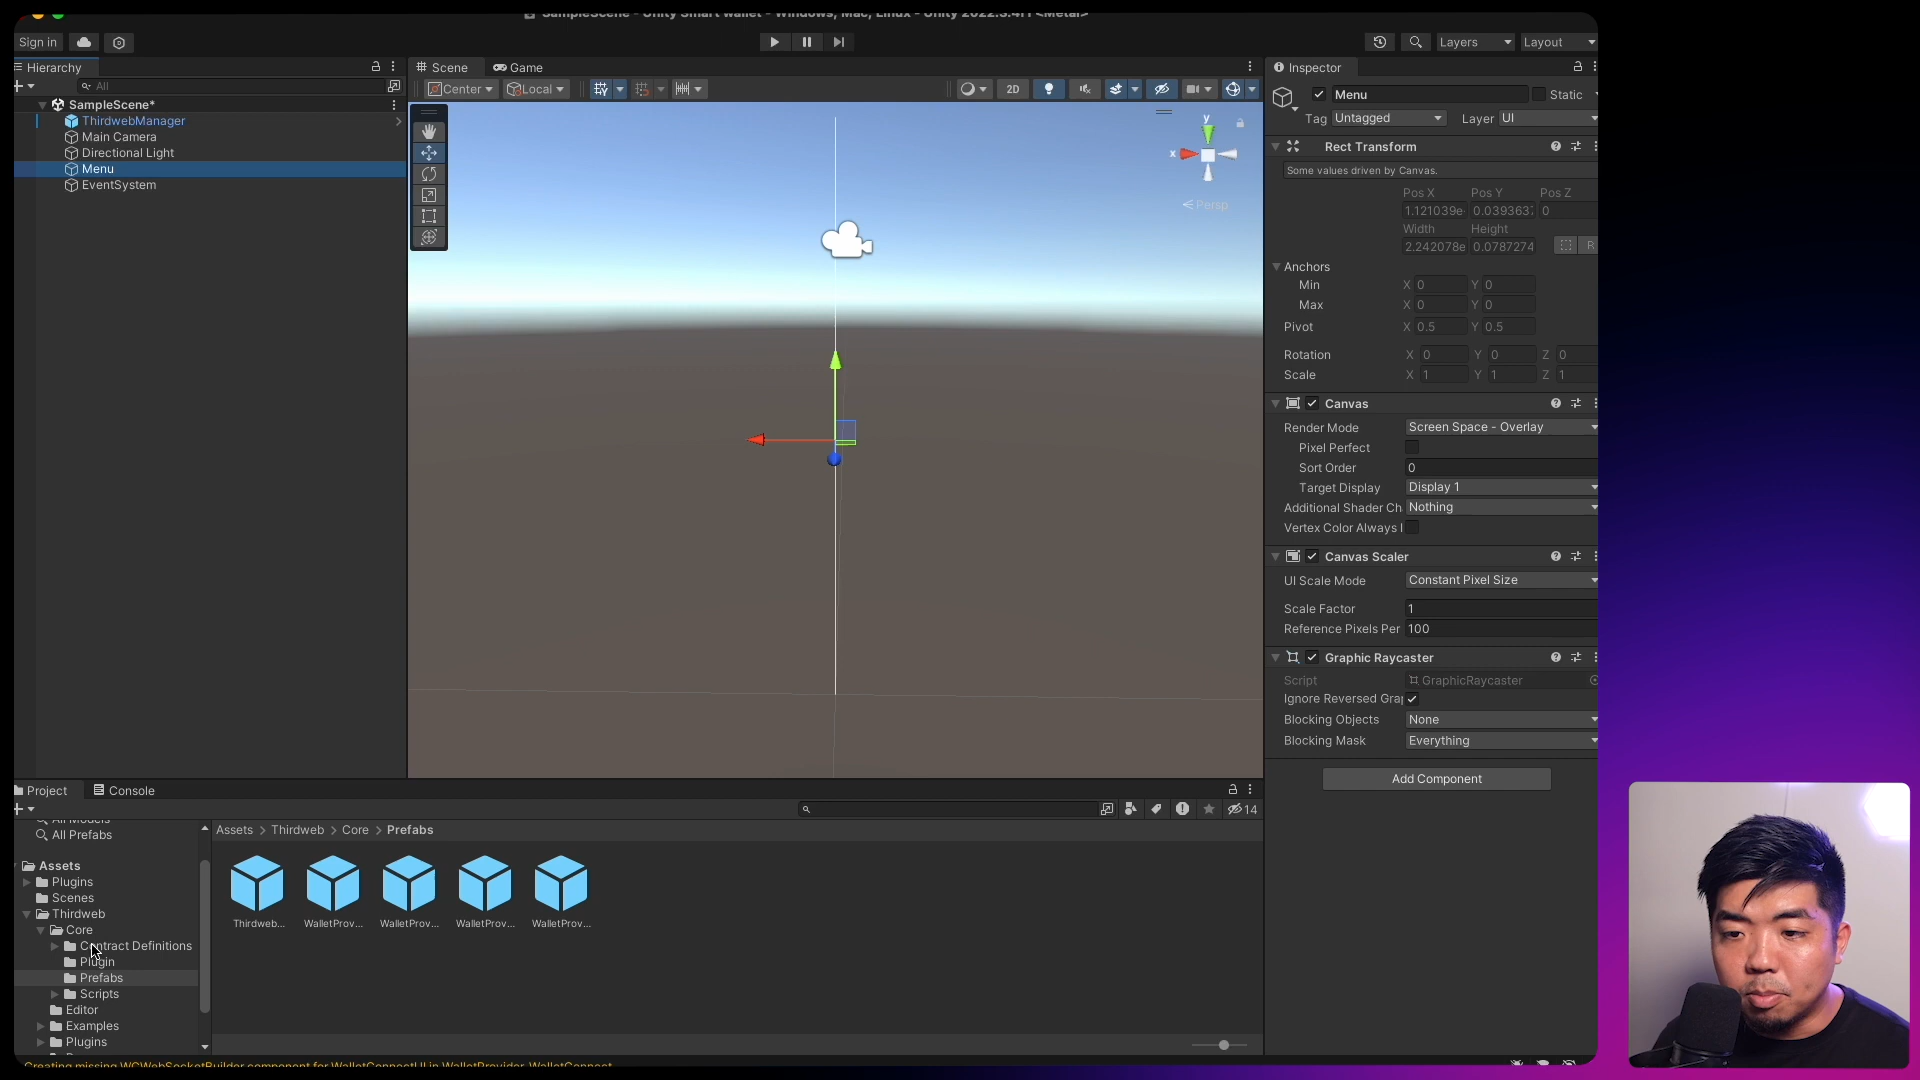 SampleScene - Unity Smart Wallet - Windows, Mac, Linux - Unity 2022.3.4f1 <Metal>
Sign in
Layers
Layout
Hierarchy
Scene
Game
Inspector
All
Center
Local
2D
SampleScene*
ThirdwebManager
Main Camera
Directional Light
Menu
EventSystem
y
x
Persp
Menu
Static
Tag Untagged
Layer UI
Rect Transform
Some values driven by Canvas.
Pos X Pos Y Pos Z
1.121039e- 0.0393637 0
Width Height
2.242078e 0.0787274
R
Anchors
Min X 0 Y 0
Max X 0 Y 0
Pivot X 0.5 Y 0.5
Rotation X 0 Y 0 Z 0
Scale X 1 Y 1 Z 1
Canvas
Render Mode Screen Space - Overlay
Pixel Perfect
Sort Order 0
Target Display Display 1
Additional Shader Ch Nothing
Vertex Color Always I
Canvas Scaler
UI Scale Mode Constant Pixel Size
Scale Factor 1
Reference Pixels Per 100
Graphic Raycaster
Script GraphicRaycaster
Ignore Reversed Gra
Blocking Objects None
Blocking Mask Everything
Add Component
Project
Console
14
All Models
All Prefabs
Assets
Plugins
Scenes
Thirdweb
Core
Contract Definitions
Plugin
Prefabs
Scripts
Editor
Examples
Plugins
Assets > Thirdweb > Core > Prefabs
Thirdweb...
WalletProv...
WalletProv...
WalletProv...
WalletProv...
Creating missing WCWebSocketBuilder component for WalletConnectUI in WalletProvider_WalletConnect